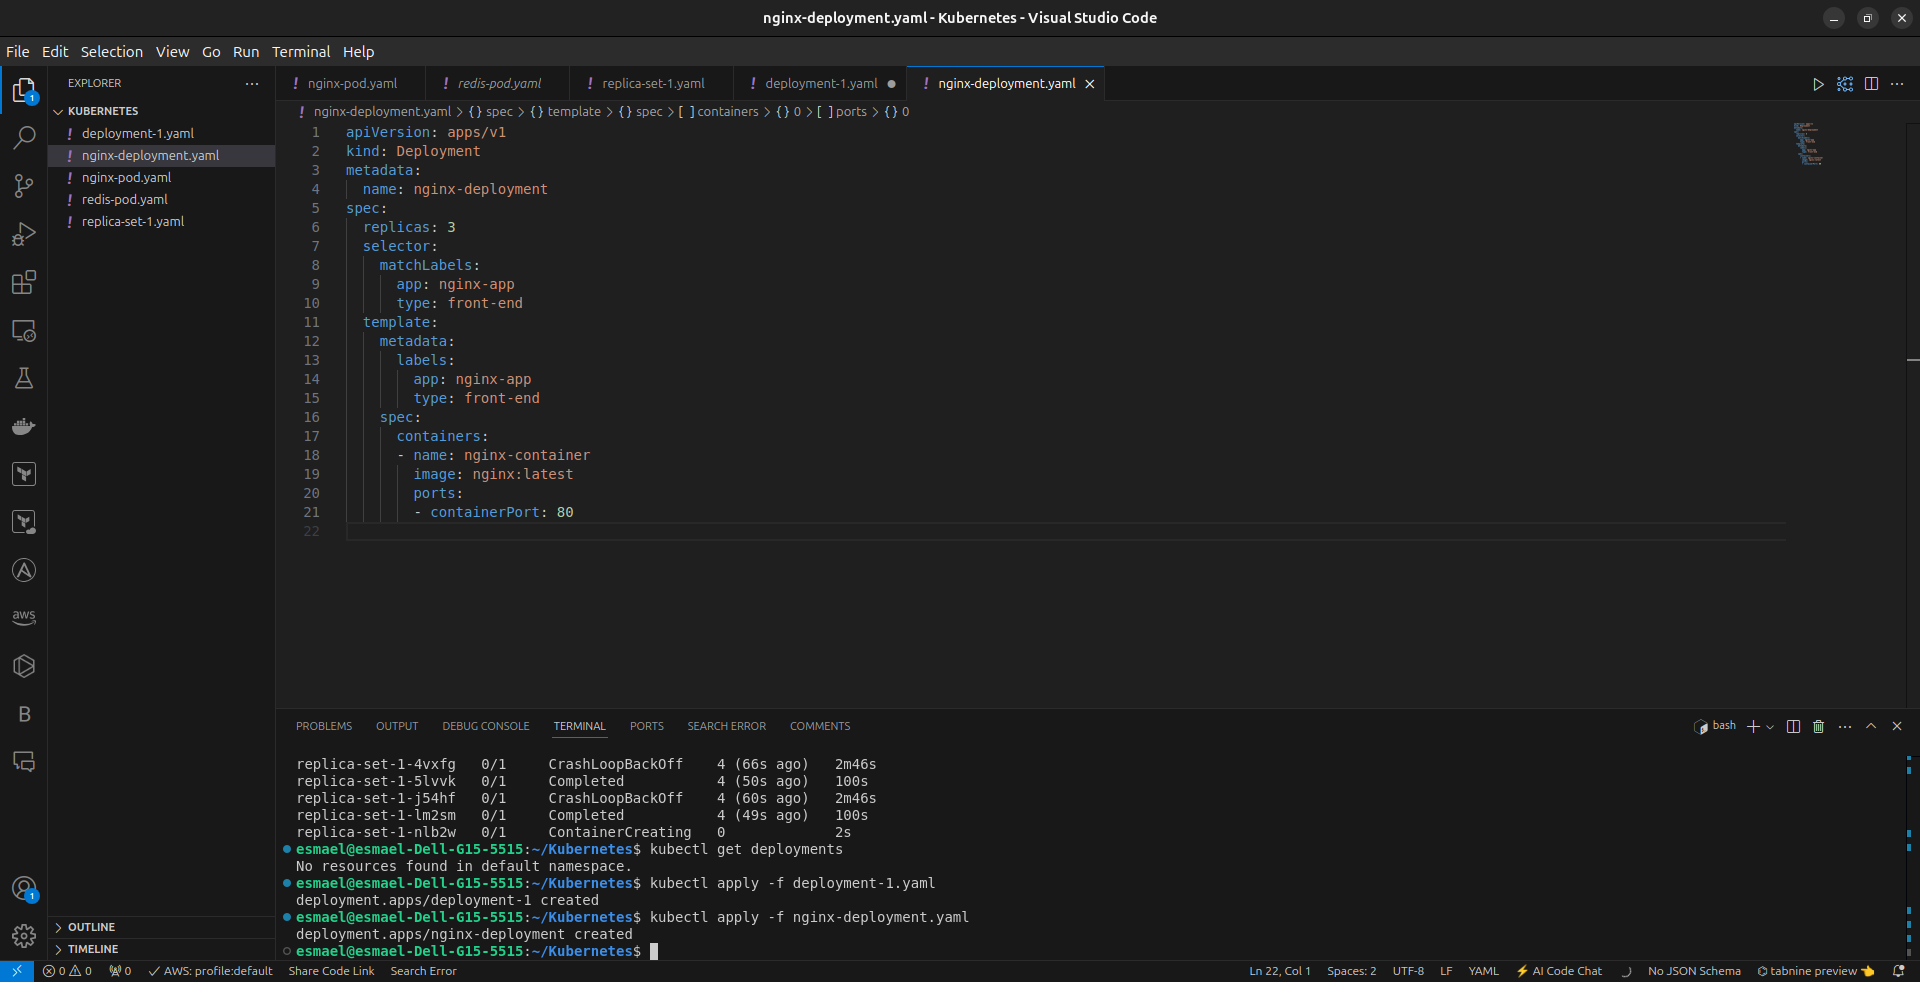 nginx-deployment.yaml - Kubernetes - Visual Studio Code
File Edit Selection View Go Run Terminal Help
EXPLORER
KUBERNETES
! deployment-1.yaml
! nginx-deployment.yaml
! nginx-pod.yaml
! redis-pod.yaml
! replica-set-1.yaml
OUTLINE
TIMELINE
1
aws
B
1
! nginx-pod.yaml ! redis-pod.yaml ! replica-set-1.yaml ! deployment-1.yaml ! nginx-deployment.yaml
! nginx-deployment.yaml > {} spec > {} template > {} spec > [ ] containers > {} 0 > [ ] ports > {} 0
1 apiVersion: apps/v1
2 kind: Deployment
3 metadata:
4 name: nginx-deployment
5 spec:
6 replicas: 3
7 selector:
8 matchLabels:
9 app: nginx-app
10 type: front-end
11 template:
12 metadata:
13 labels:
14 app: nginx-app
15 type: front-end
16 spec:
17 containers:
18 - name: nginx-container
19 image: nginx:latest
20 ports:
21 - containerPort: 80
22
PROBLEMS OUTPUT DEBUG CONSOLE TERMINAL PORTS SEARCH ERROR COMMENTS bash
replica-set-1-4vxfg 0/1 CrashLoopBackOff 4 (66s ago) 2m46s
replica-set-1-5lvvk 0/1 Completed 4 (50s ago) 100s
replica-set-1-j54hf 0/1 CrashLoopBackOff 4 (60s ago) 2m46s
replica-set-1-lm2sm 0/1 Completed 4 (49s ago) 100s
replica-set-1-nlb2w 0/1 ContainerCreating 0 2s
esmael@esmael-Dell-G15-5515:~/Kubernetes$ kubectl get deployments
No resources found in default namespace.
esmael@esmael-Dell-G15-5515:~/Kubernetes$ kubectl apply -f deployment-1.yaml
deployment.apps/deployment-1 created
esmael@esmael-Dell-G15-5515:~/Kubernetes$ kubectl apply -f nginx-deployment.yaml
deployment.apps/nginx-deployment created
esmael@esmael-Dell-G15-5515:~/Kubernetes$
0 0 0 AWS: profile:default Share Code Link Search Error Ln 22, Col 1 Spaces: 2 UTF-8 LF YAML ⚡ AI Code Chat No JSON Schema tabnine preview 👈